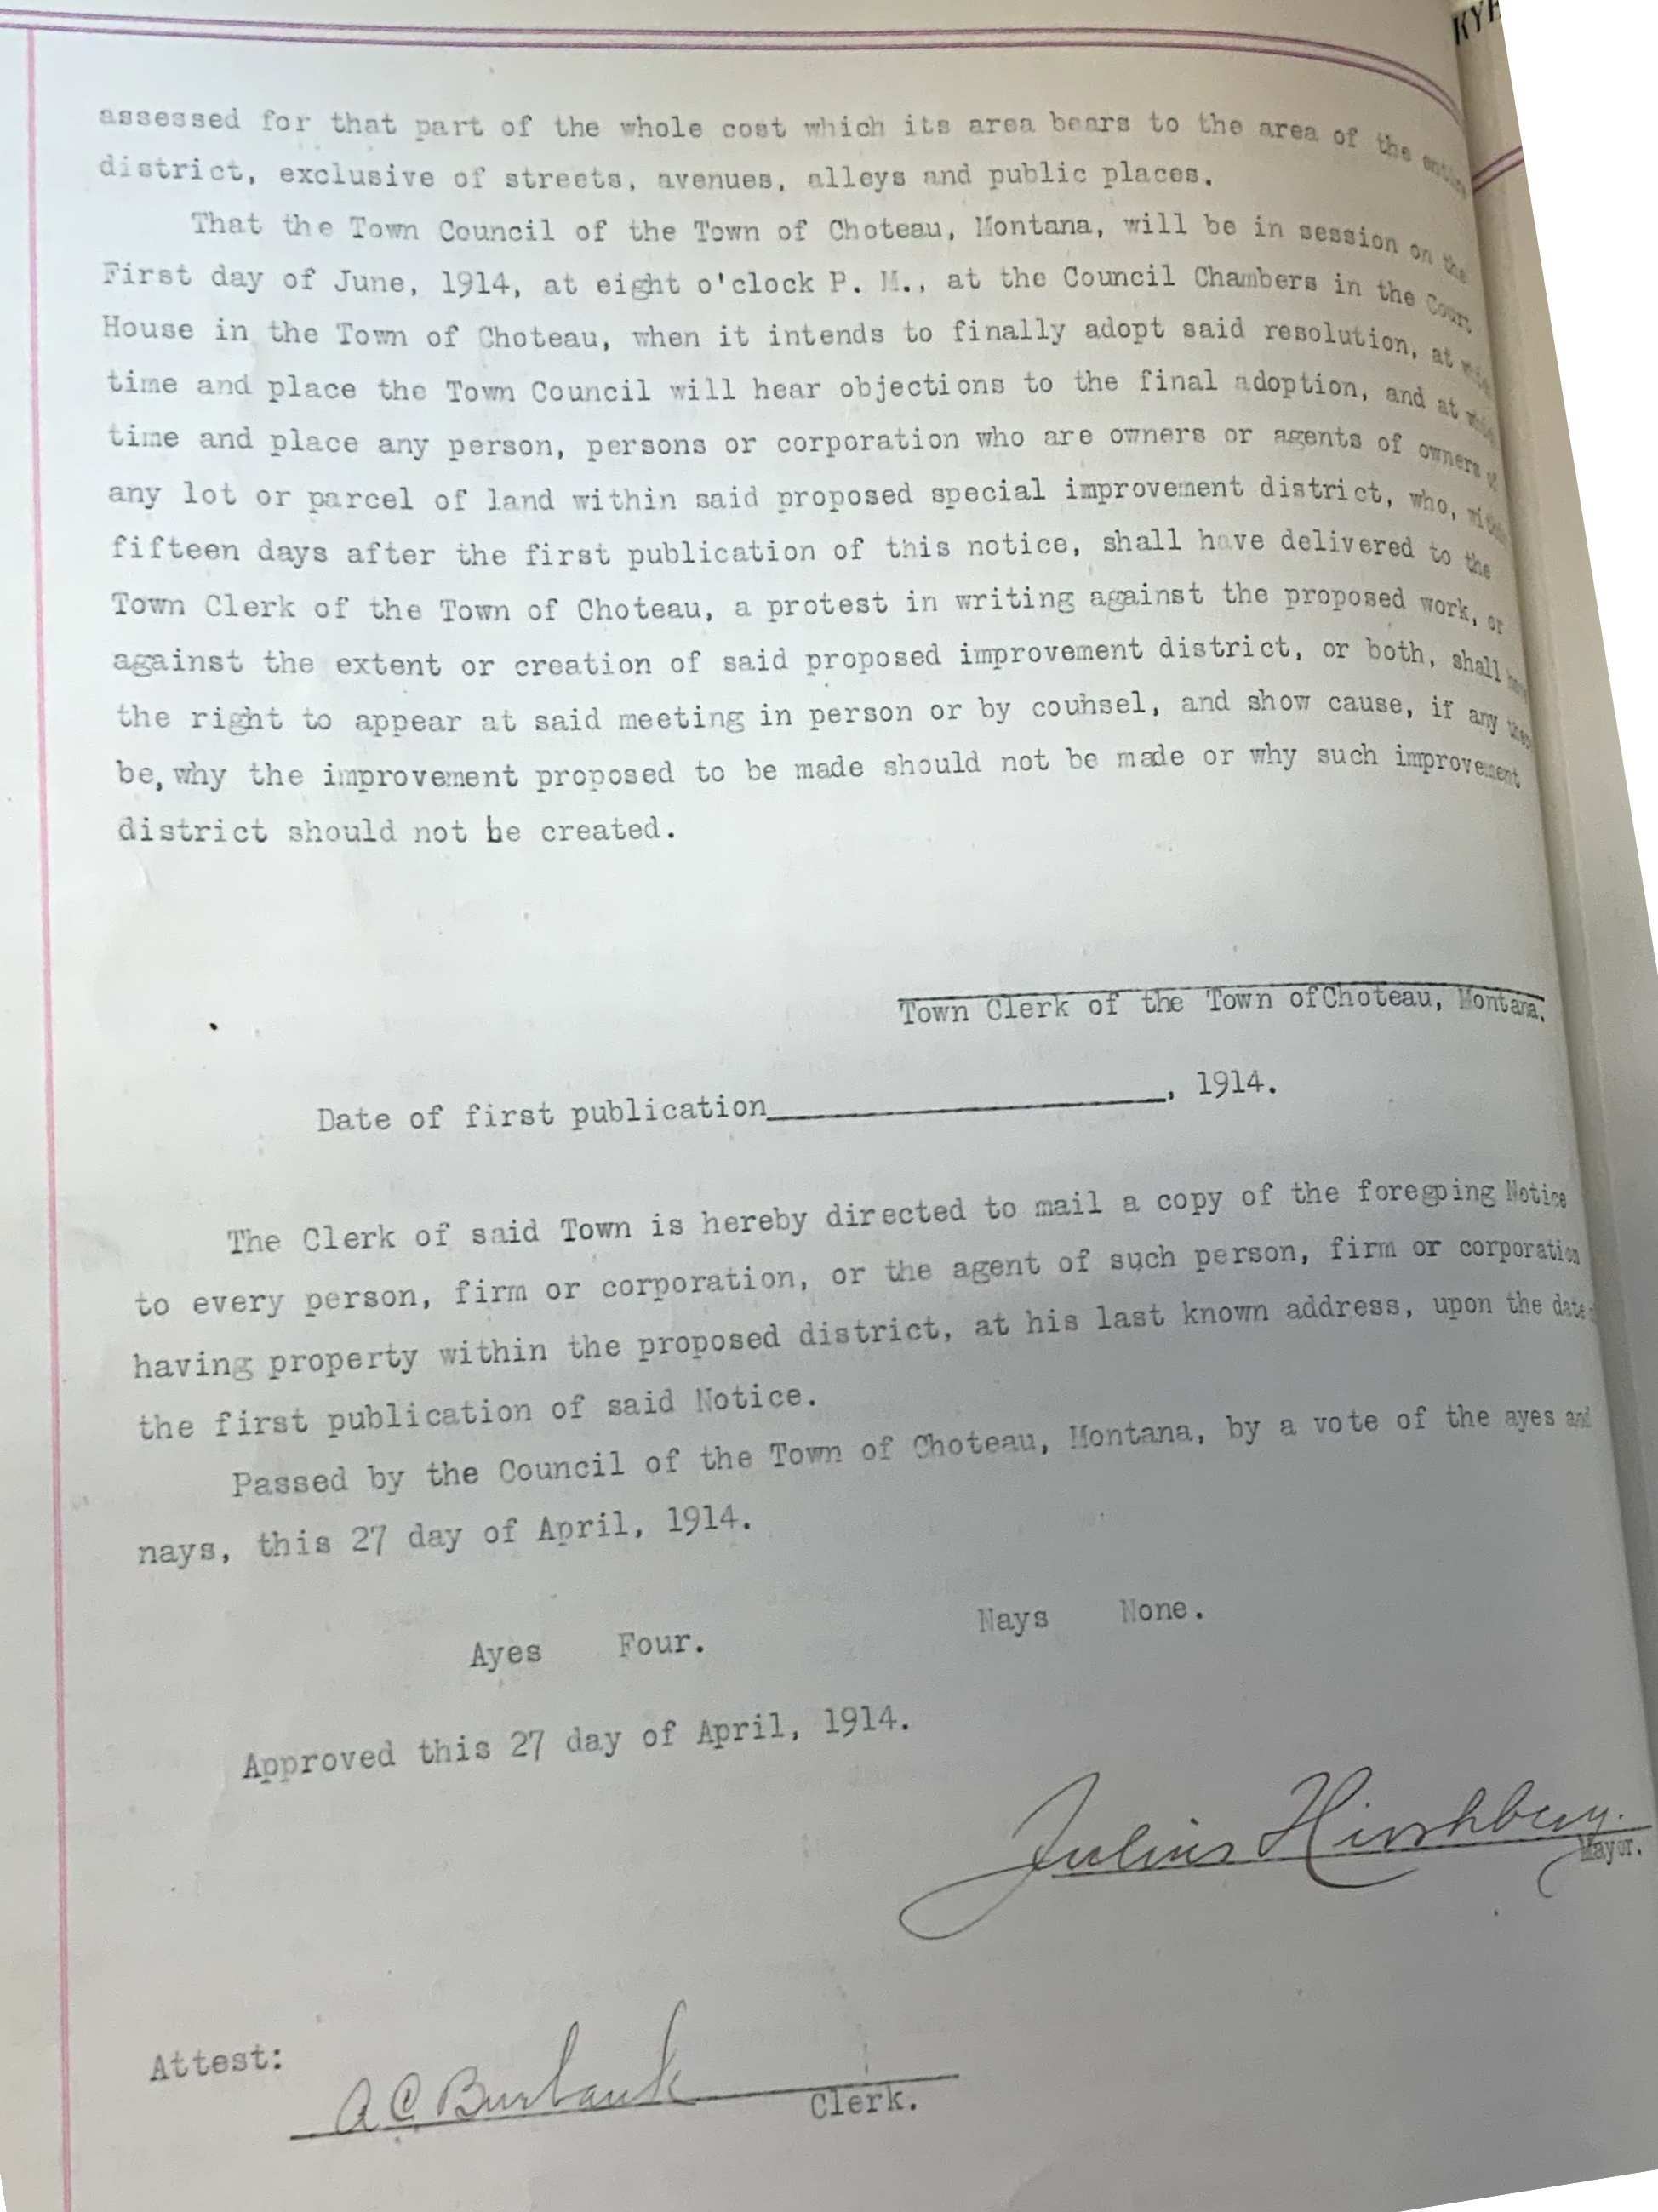 KYE
assessed for that part of the whole cost which its area bears to the area of the entire
district, exclusive of streets, avenues, alleys and public places.
That the Town Council of the Town of Choteau, Montana, will be in session on the
First day of June, 1914, at eight o'clock P. M., at the Council Chambers in the Court
House in the Town of Choteau, when it intends to finally adopt said resolution, at
time and place the Town Council will hear objections to the final adoption, and at
time and place any person, persons or corporation who are owners or agents of owners of
any lot or parcel of land within said proposed special improvement district, who, within
fifteen days after the first publication of this notice, shall have delivered to the
Town Clerk of the Town of Choteau, a protest in writing against the proposed work, or
against the extent or creation of said proposed improvement district, or both, shall have
the right to appear at said meeting in person or by couhsel, and show cause, if any there
be, why the improvement proposed to be made should not be made or why such improvement
district should not be created.
Town Clerk of the Town ofChoteau, Montana.
Date of first publication , 1914.
The Clerk of said Town is hereby directed to mail a copy of the foregping Notice
to every person, firm or corporation, or the agent of such person, firm or corporation
having property within the proposed district, at his last known address, upon the date
the first publication of said Notice.
Passed by the Council of the Town of Choteau, Montana, by a vote of the ayes and
nays, this 27 day of April, 1914.
Ayes Four. Nays None.
Approved this 27 day of April, 1914.
Julius Hirshberg.
Mayor.
Attest:
A C Burbank
Clerk.